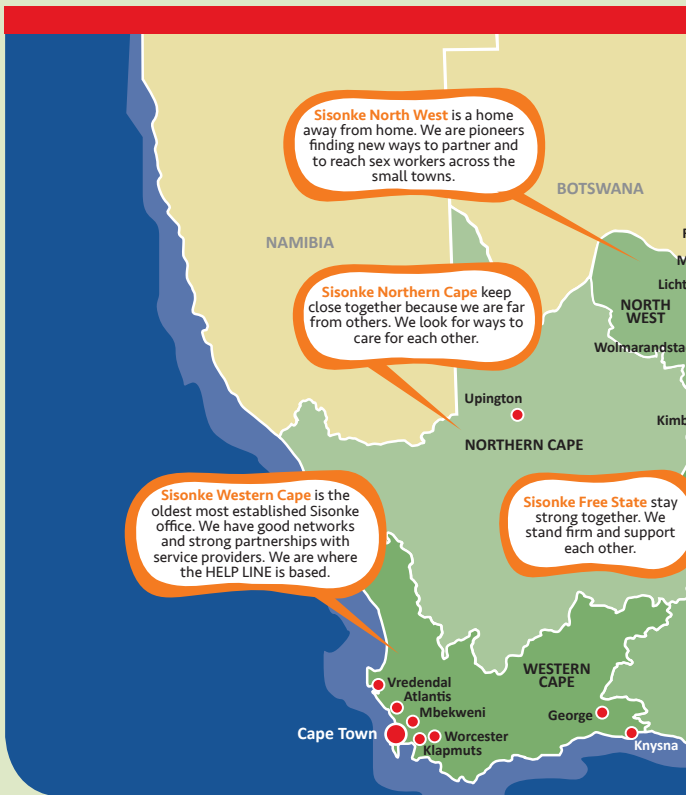 Sisonke North West is a home
away from home. We are pioneers
finding new ways to partner and
to reach sex workers across the
small towns.
BOTSWANA
NAMIBIA
Sisonke Northern Cape keep
close together because we are far
from others. We look for ways to
care for each other.
Licht
NORTH
WEST
Wolmarandsta
Upington
Kimb
NORTHERN CAPE
Sisonke Western Cape is the
oldest most established Sisonke
office. We have good networks
and strong partnerships with
service providers. We are where
the HELP LINE is based.
Sisonke Free State stay
strong together. We
stand firm and support
each other.
WESTERN
CAPE
Vredendal
Atlantis
Mbekweni
George
Cape Town
Worcester
Klapmuts
Knysna